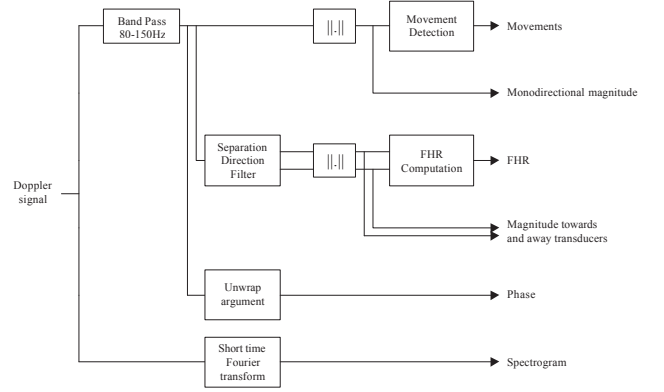 Band Pass
80-150Hz
||.||
Movement
Detection
Movements
Monodirectional magnitude
Separation
Direction
Filter
||.||
FHR
Computation
FHR
Doppler
signal
Magnitude towards
and away transducers
Unwrap
argument
Phase
Short time
Fourier
transform
Spectrogram